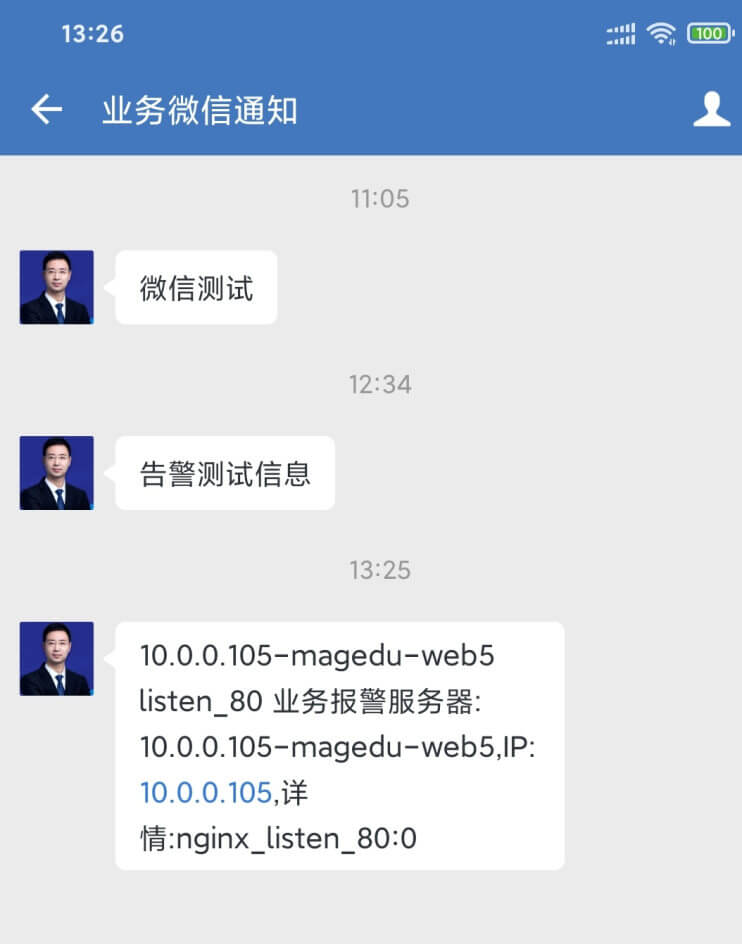 13:26
100
业务微信通知
11:05
微信测试
12:34
告警测试信息
13:25
10.0.0.105-magedu-web5
listen_80 业务报警服务器:
10.0.0.105-magedu-web5,IP:
10.0.0.105,详
情:nginx_listen_80:0